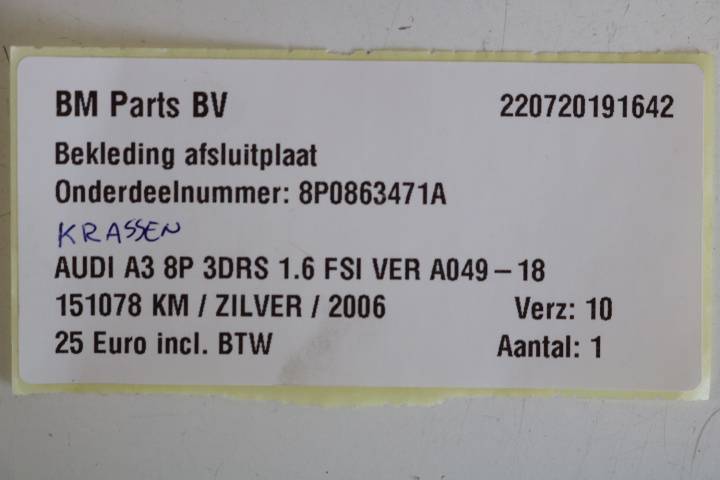 BM Parts BV 220720191642
Bekleding afsluitplaat
Onderdeelnummer: 8P0863471A
KRASSEN
AUDI A3 8P 3DRS 1.6 FSI VER A049 – 18
151078 KM / ZILVER / 2006 Verz: 10
25 Euro incl. BTW Aantal: 1